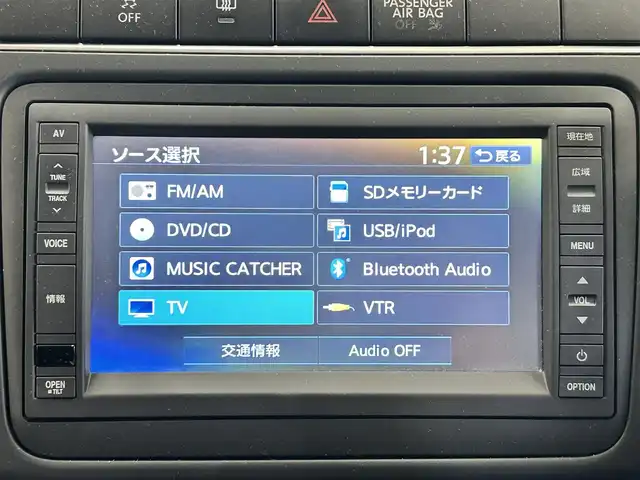 OFF
PASSENGER
AIR BAG
OFF
AV
TUNE
TRACK
VOICE
情報
OPEN
TILT
ソース選択
1:37
戻る
FM/AM
SDメモリーカード
DVD/CD
USB/iPod
MUSIC CATCHER
Bluetooth Audio
TV
VTR
交通情報
Audio OFF
現在地
広域
詳細
MENU
VOL
OPTION